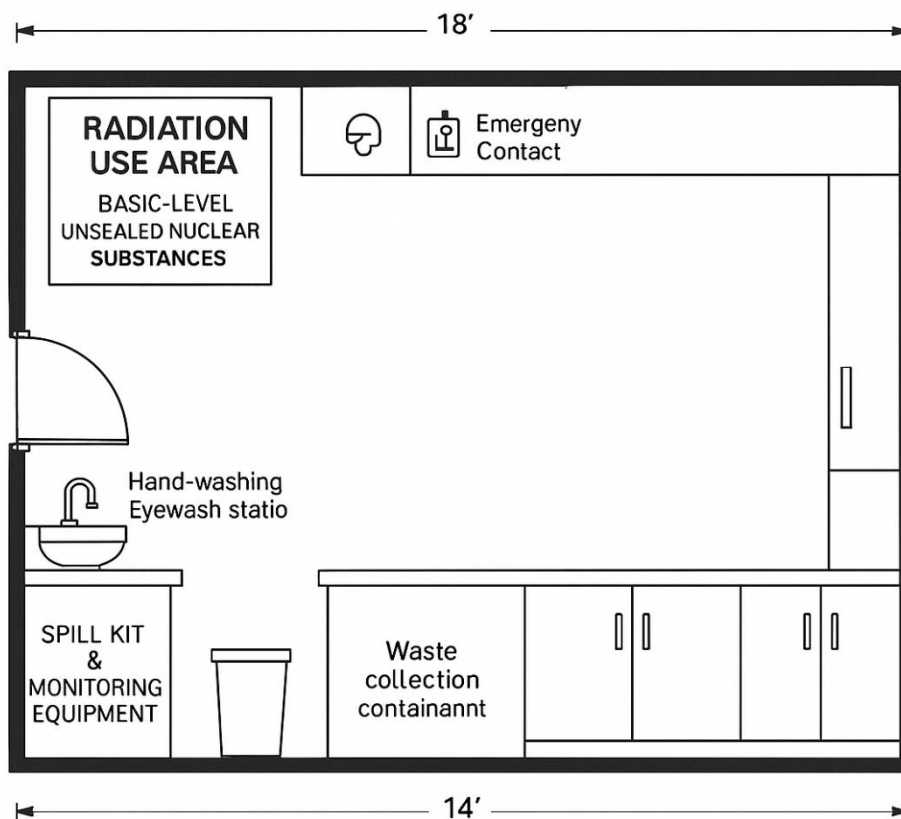 18'
RADIATION
USE AREA
BASIC-LEVEL
UNSEALED NUCLEAR
SUBSTANCES
Emergeny
Contact
Hand-washing
Eyewash statio
SPILL KIT
&
MONITORING
EQUIPMENT
Waste
collection
containannt
14'